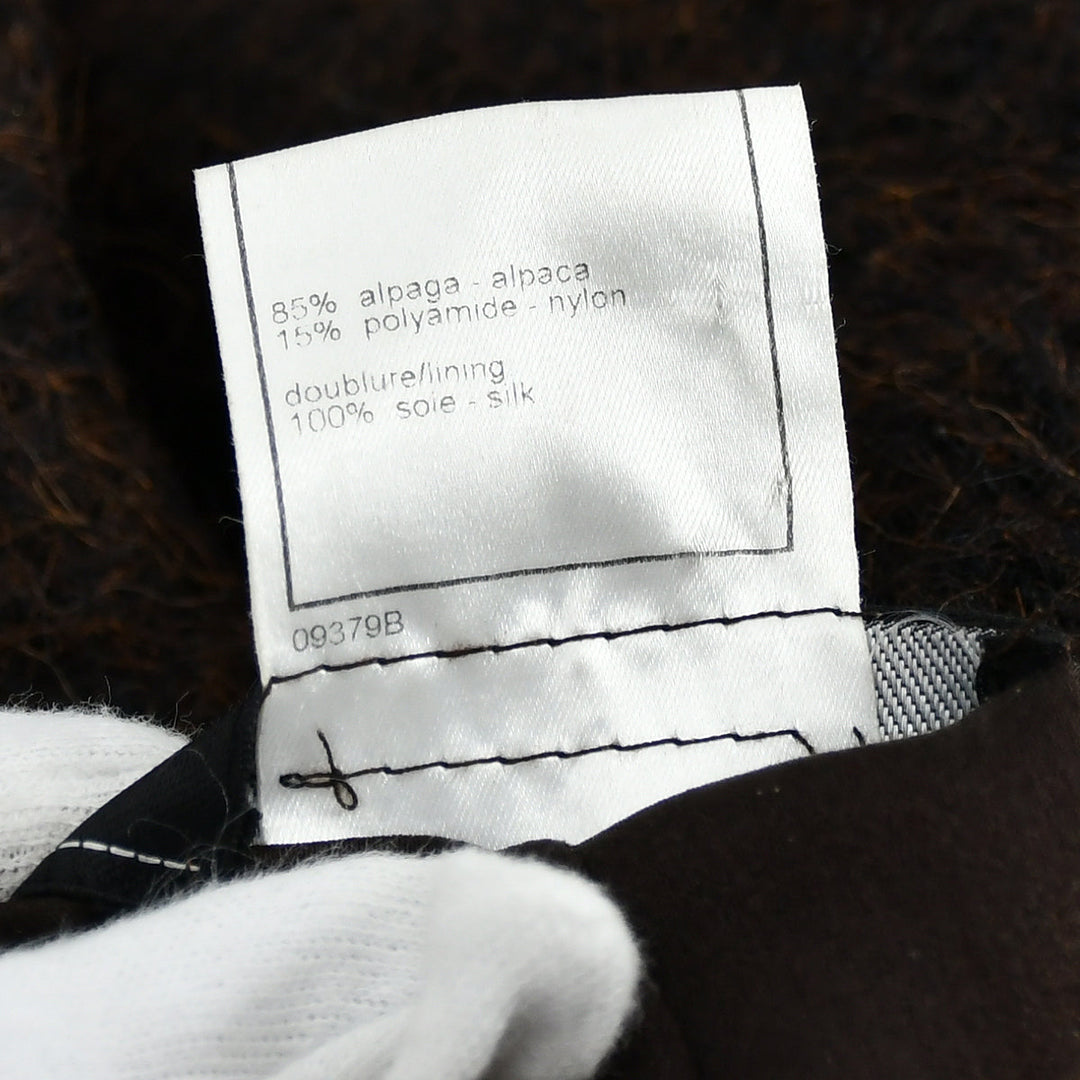 85% alpaga - alpaca
15% polyamide - nylon
doublure/lining
100% soie - silk
09379B